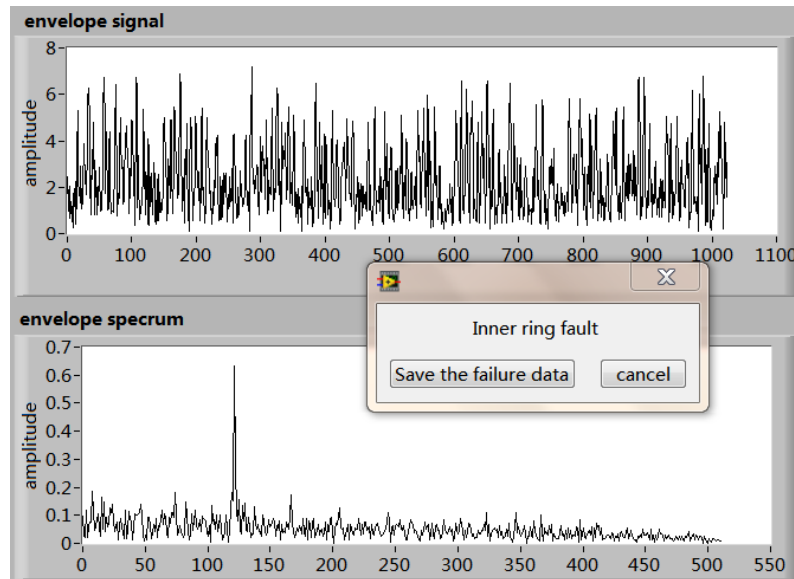 envelope signal
8-
6-
4-
2-
0-
amplitude
0 100 200 300 400 500 600 700 800 900 1000 1100
X
Inner ring fault
Save the failure data cancel
envelope specrum
0.7-
0.6-
0.5-
0.4-
0.3-
0.2-
0.1-
0-
amplitude
0 50 100 150 200 250 300 350 400 450 500 550